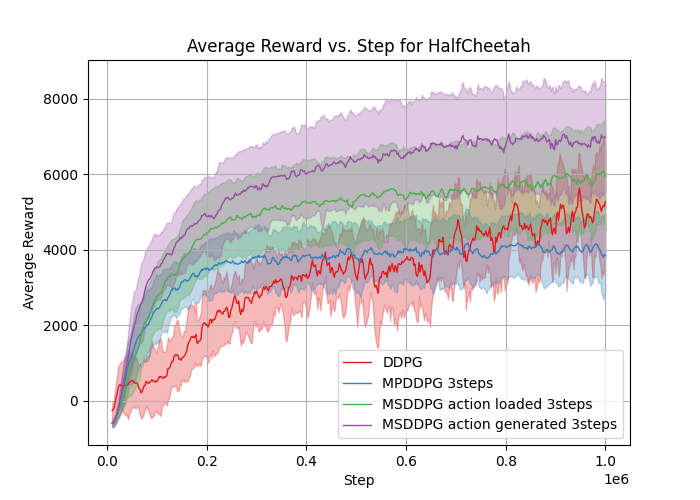 Average Reward vs. Step for HalfCheetah
Average Reward
8000
6000
4000
2000
0
0.0
0.2
0.4
0.6
0.8
1.0
1e6
Step
DDPG
MPDDPG 3steps
MSDDPG action loaded 3steps
MSDDPG action generated 3steps